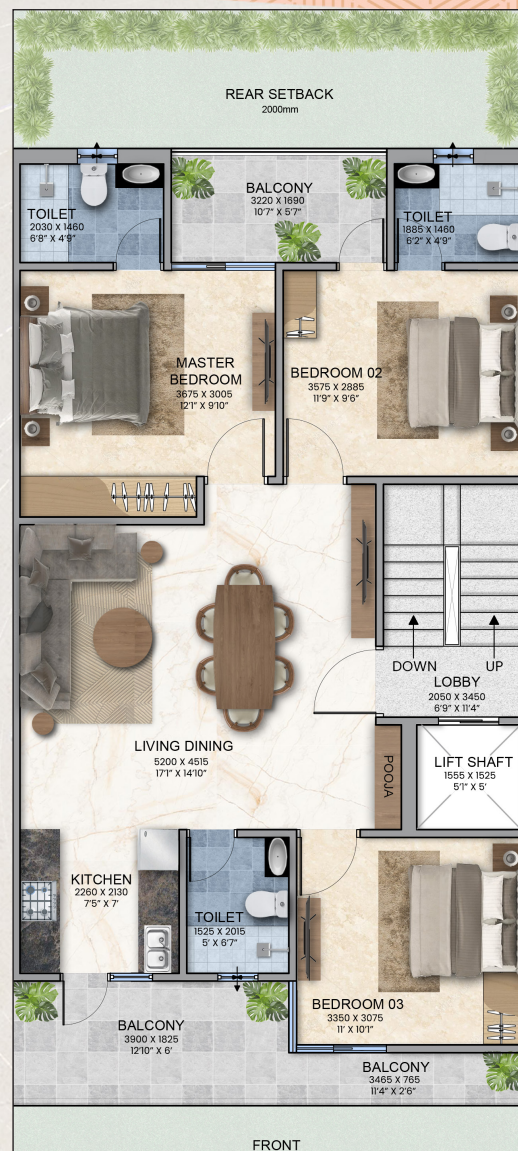 REAR SETBACK
2000mm
BALCONY
3220 X 1690
10'7" X 5'7"
TOILET
2030 X 1460
6'8" X 4'9"
TOILET
1885 X 1460
6'2" X 4'9"
MASTER
BEDROOM
3675 X 3005
12'1" X 9'10"
BEDROOM 02
3575 X 2885
11'9" X 9'6"
DOWN
UP
LOBBY
2050 X 3450
6'9" X 11'4"
LIVING DINING
5200 X 4515
17'1" X 14'10"
POOJA
LIFT SHAFT
1555 X 1525
5'1" X 5'
KITCHEN
2260 X 2130
7'5" X 7'
TOILET
1525 X 2015
5' X 6'7"
BEDROOM 03
3350 X 3075
11' X 10'1"
BALCONY
3900 X 1825
12'10" X 6'
BALCONY
3465 X 765
11'4" X 2'6"
FRONT